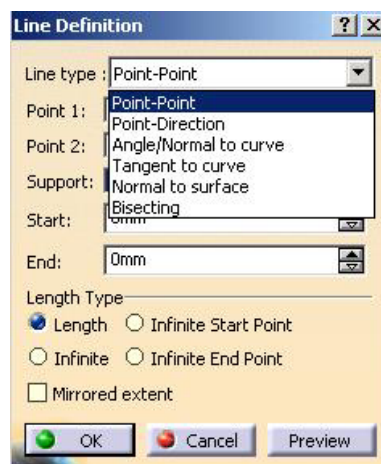 Line Definition
Line type : Point-Point
Point 1: Point-Point
Point-Direction
Point 2: Angle/Normal to curve
Tangent to curve
Support: Normal to surface
Bisecting
Start:
End: 0mm
Length Type
Length Infinite Start Point
Infinite Infinite End Point
Mirrored extent
OK Cancel Preview